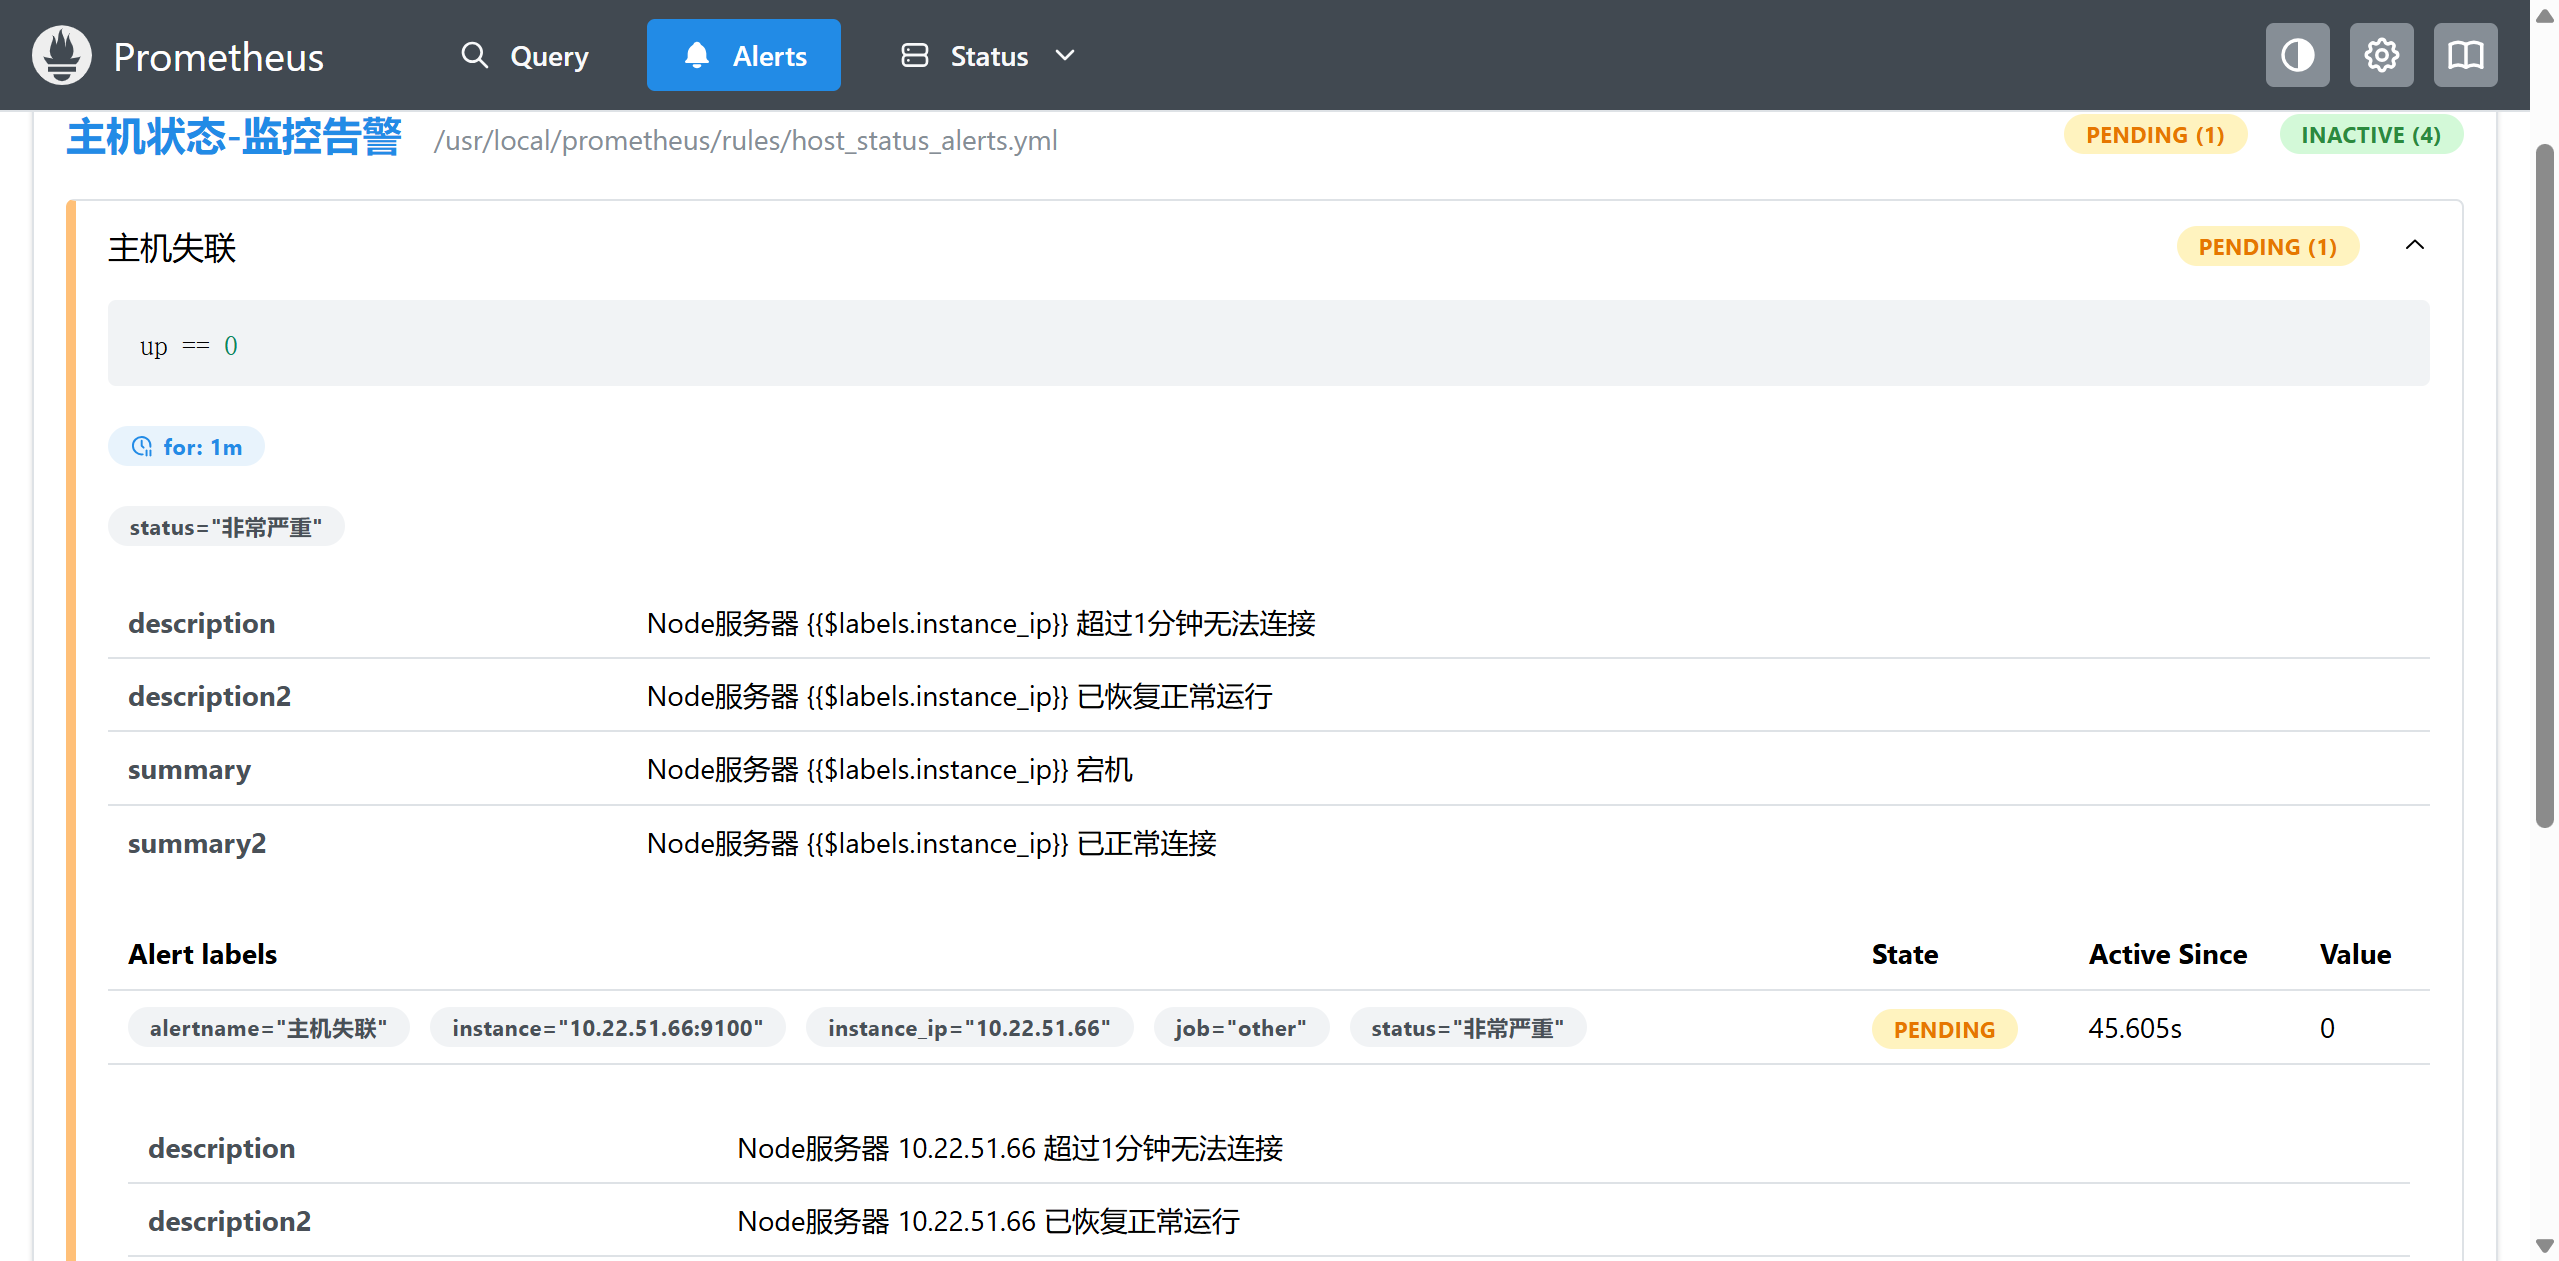 Prometheus Query Alerts Status
主机状态-监控告警 /usr/local/prometheus/rules/host_status_alerts.yml PENDING (1) INACTIVE (4)
主机失联 PENDING (1)
up == 0
for: 1m
status="非常严重"
description Node服务器 {{$labels.instance_ip}} 超过1分钟无法连接
description2 Node服务器 {{$labels.instance_ip}} 已恢复正常运行
summary Node服务器 {{$labels.instance_ip}} 宕机
summary2 Node服务器 {{$labels.instance_ip}} 已正常连接
Alert labels State Active Since Value
alertname="主机失联" instance="10.22.51.66:9100" instance_ip="10.22.51.66" job="other" status="非常严重" PENDING 45.605s 0
description Node服务器 10.22.51.66 超过1分钟无法连接
description2 Node服务器 10.22.51.66 已恢复正常运行